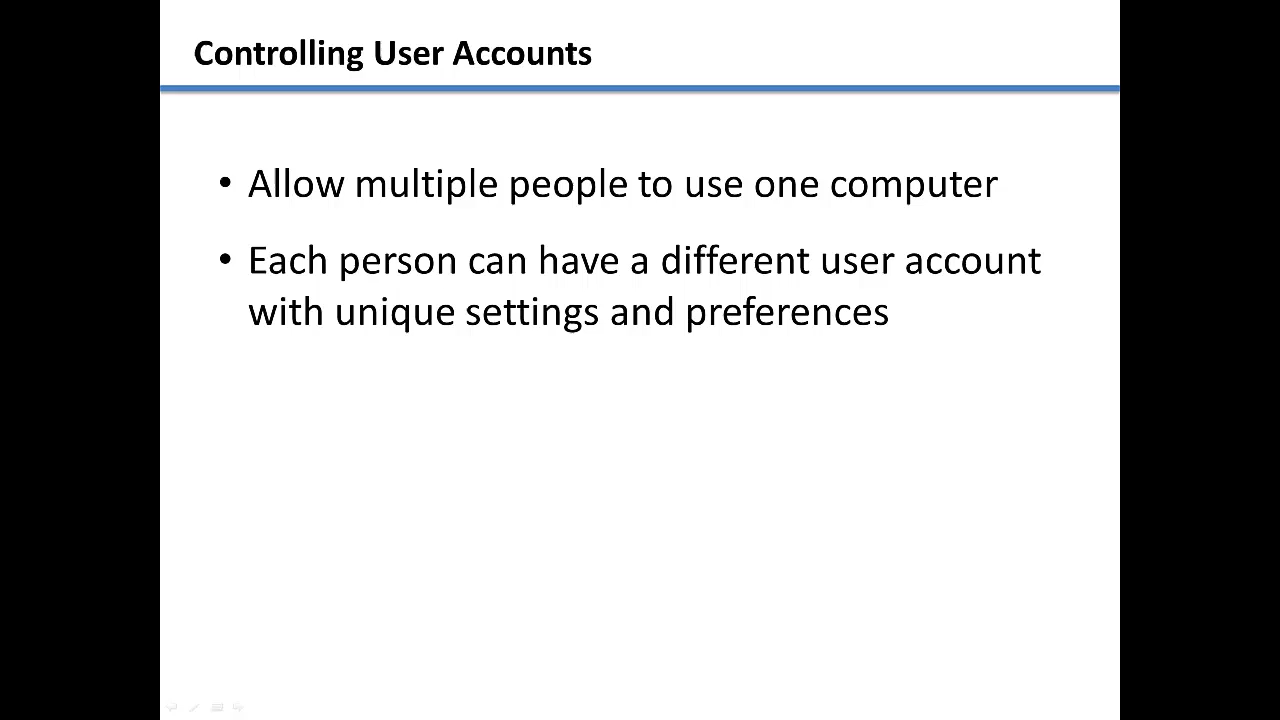 Controlling User Accounts
• Allow multiple people to use one computer
• Each person can have a different user account
with unique settings and preferences